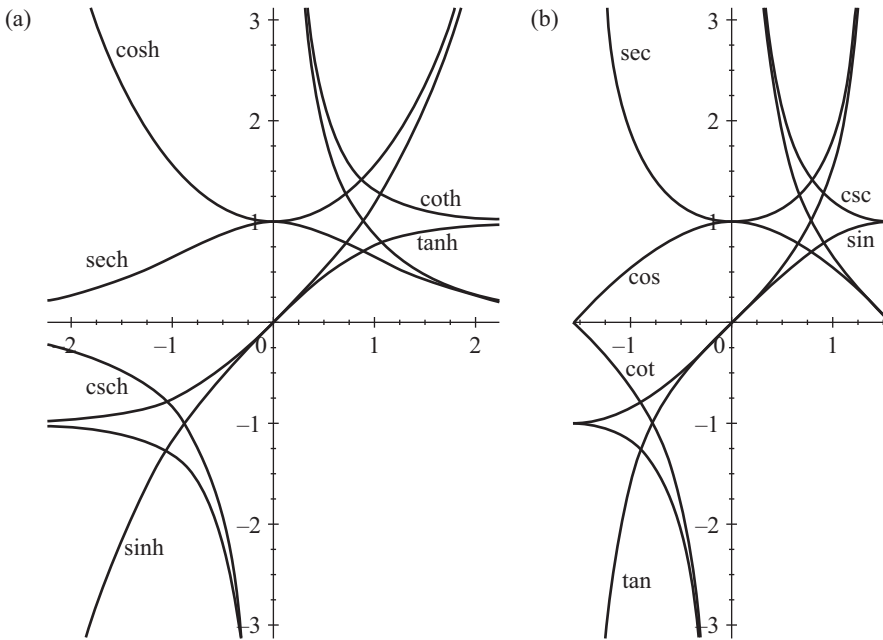 (a)
3
cosh
2
coth
1
tanh
sech
–2
–1
0
1
2
csch
–1
–2
sinh
–3
(b)
3
sec
2
csc
1
sin
cos
–1
0
1
cot
–1
–2
tan
–3